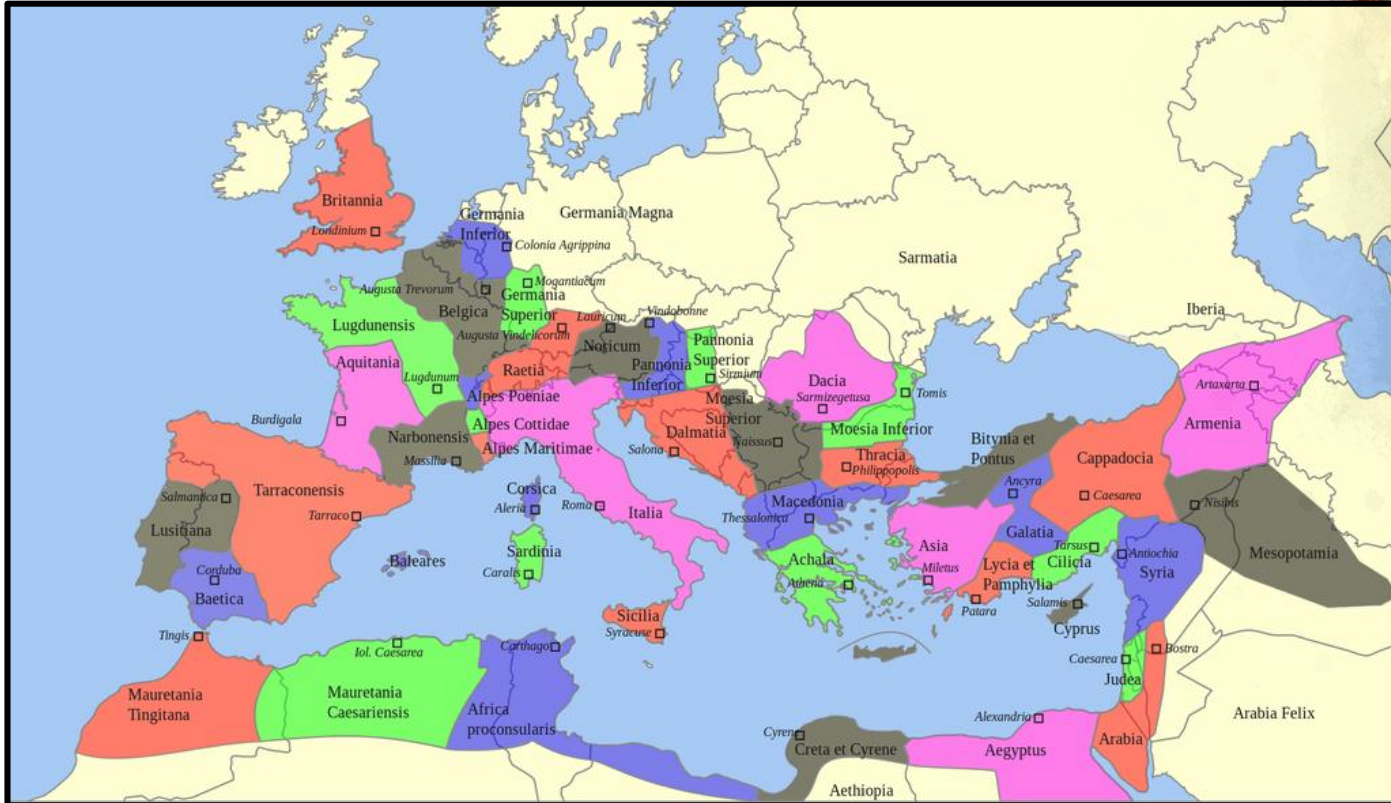 Britannia
Londinium
Germania
Inferior
Germania Magna
Colonia Agrippina
Sarmatia
Augusta Trevorum
Mogantiacum
Belgica
Germania
Superior
Lauricum
Vindobonne
Iberia
Lugdunensis
Augusta Vindelicorum
Noricum
Pannonia
Superior
Aquitania
Raetia
Pannonia
Inferior
Sirmium
Lugdunum
Dacia
Sarmizegetusa
Tomis
Artaxarta
Alpes Poeniae
Moesia
Superior
Burdigala
Alpes Cottidae
Moesia Inferior
Armenia
Narbonensis
Dalmatia
Naissus
Bitynia et
Pontus
Alpes Maritimae
Salona
Thracia
Philippopolis
Cappadocia
Massilia
Tarraconensis
Salmantica
Corsica
Aleria
Roma
Italia
Macedonia
Ancyra
Caesarea
Nisibis
Lusitana
Tarraco
Thessalonica
Galatia
Asia
Tarsus
Antiochia
Mesopotamia
Baleares
Sardinia
Achala
Miletus
Lycia et
Pamphylia
Cilicia
Syria
Corduba
Caralis
Athena
Baetica
Patara
Salamis
Cyprus
Tingis
Sicilia
Syracuse
Iol. Caesarea
Carthago
Bostra
Caesarea
Judea
Mauretania
Tingitana
Mauretania
Caesariensis
Africa
proconsularis
Alexandria
Arabia Felix
Cyren
Creta et Cyrene
Aegyptus
Arabia
Aethiopia